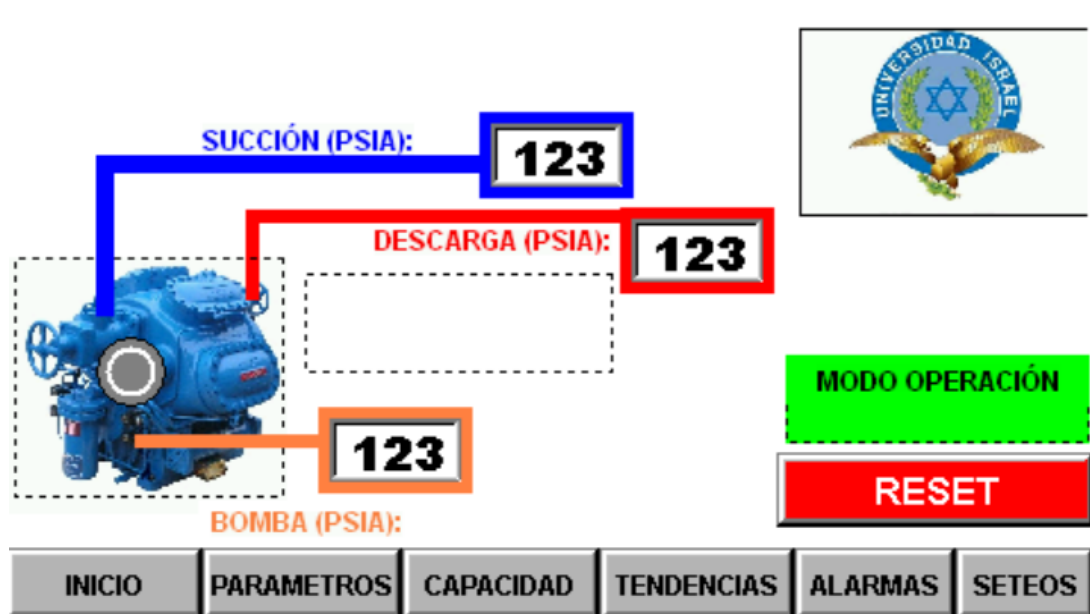 UNIVERSIDAD ISRAEL
SUCCIÓN (PSIA):
123
DESCARGA (PSIA):
123
MODO OPERACIÓN
123
RESET
BOMBA (PSIA):
INICIO
PARAMETROS
CAPACIDAD
TENDENCIAS
ALARMAS
SETEOS